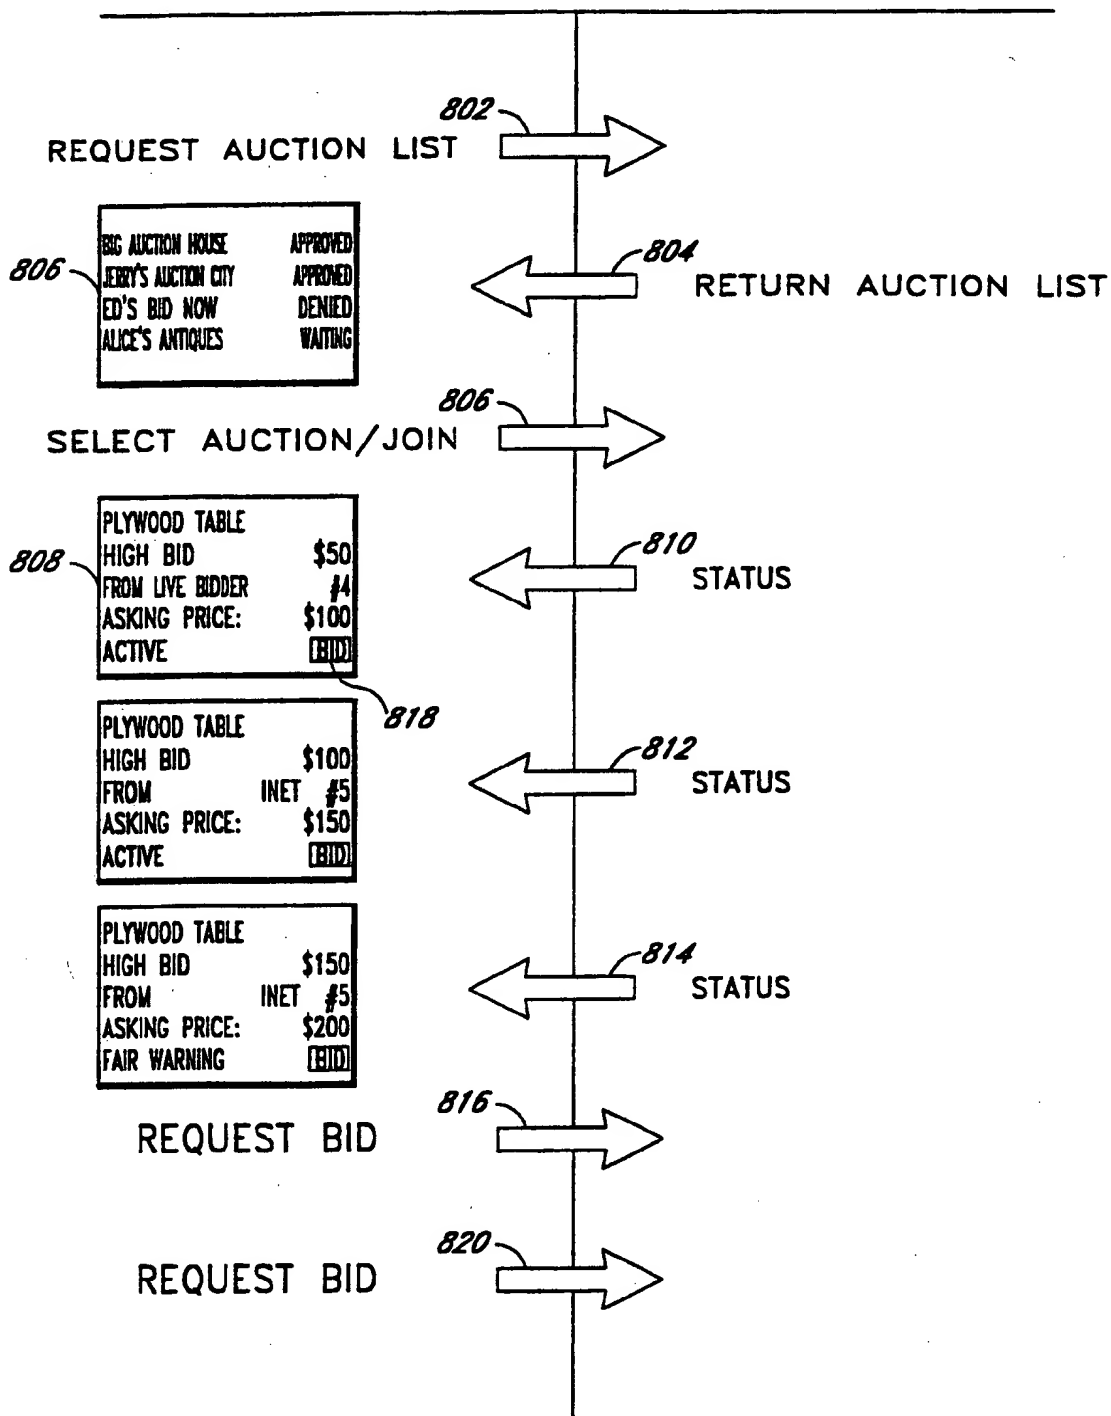 802
REQUEST AUCTION LIST
806
BIG AUCTION HOUSE APPROVED
JERRY'S AUCTION CITY APPROVED
ED'S BID NOW DENIED
ALICE'S ANTIQUES WAITING
804
RETURN AUCTION LIST
806
SELECT AUCTION/JOIN
808
PLYWOOD TABLE
HIGH BID $50
FROM LIVE BIDDER #4
ASKING PRICE: $100
ACTIVE BID
818
810
STATUS
PLYWOOD TABLE
HIGH BID $100
FROM INET #5
ASKING PRICE: $150
ACTIVE BID
812
STATUS
PLYWOOD TABLE
HIGH BID $150
FROM INET #5
ASKING PRICE: $200
FAIR WARNING BID
814
STATUS
816
REQUEST BID
820
REQUEST BID